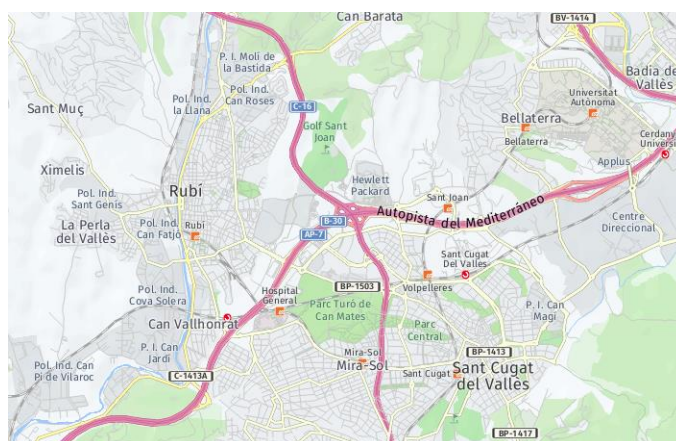 Can Barata
BV-1414
P. I. Moli de
la Bastida
Badia de
Vallès
Pol. Ind.
la Llana
Pol. Ind.
Can Roses
Universitat
Autònoma
Sant Muç
C-16
Golf Sant
Joan
Bellaterra
Bellaterra
Cerdany
Universi
Applus
Ximelis
Hewlett
Packard
Rubí
Pol. Ind.
Sant Genís
Sant Joan
Autopista del Mediterráneo
La Perla
del Vallès
Pol. Ind.
Can Fatjó
Rubí
B-30
AP-7
Centre
Direccional
Sant Cugat
Del Valles
Pol. Ind.
Cova Solera
Hospital
General
BP-1503
Volpelleres
Can Vallhonrat
Parc Turó de
Can Mates
P. I. Can
Magi
Parc
Central
P. I. Can
Jardi
Mira-Sol
Mira-Sol
BP-1413
Pol. Ind. Can
Pi de Vilaroc
C-1413A
Sant Cugat
Sant Cugat
del Vallès
BP-1417